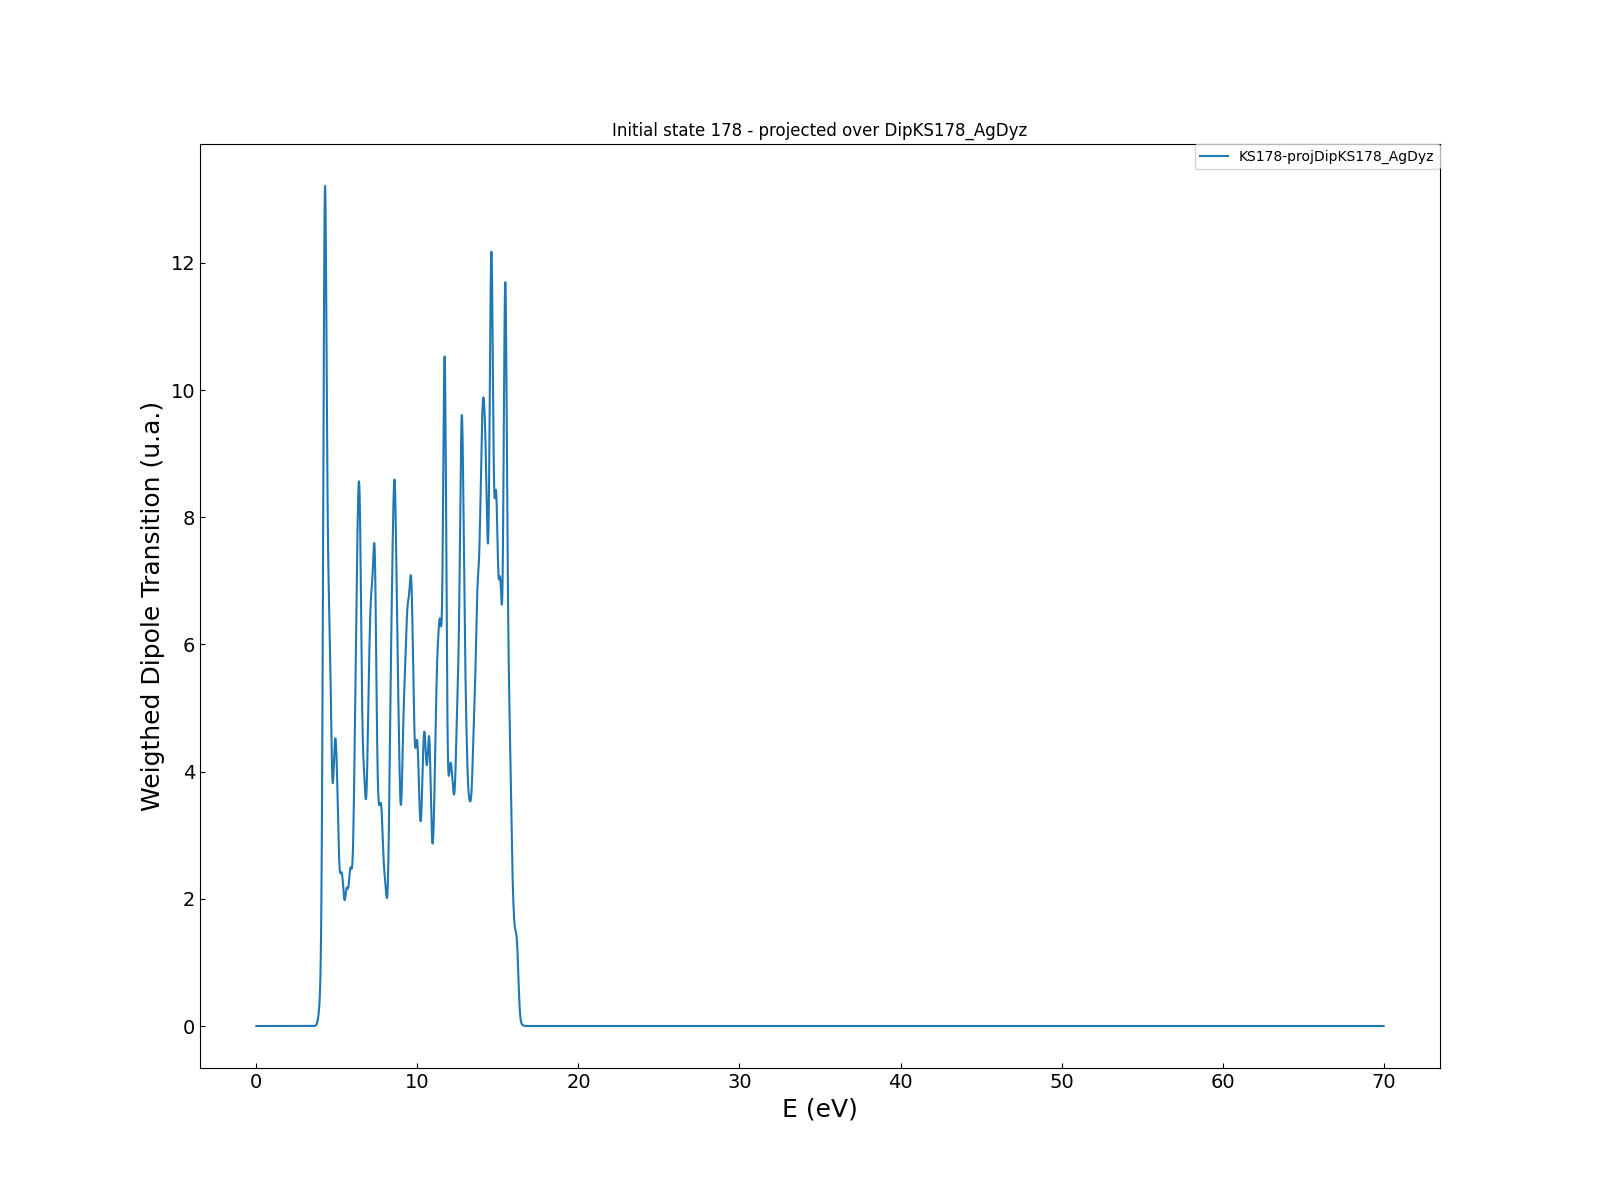 Initial state 178 - projected over DipKS178_AgDyz
KS178-projDipKS178_AgDyz
Weigthed Dipole Transition (u.a.)
12
10
8
6
4
2
0
0 10 20 30 40 50 60 70
E (eV)